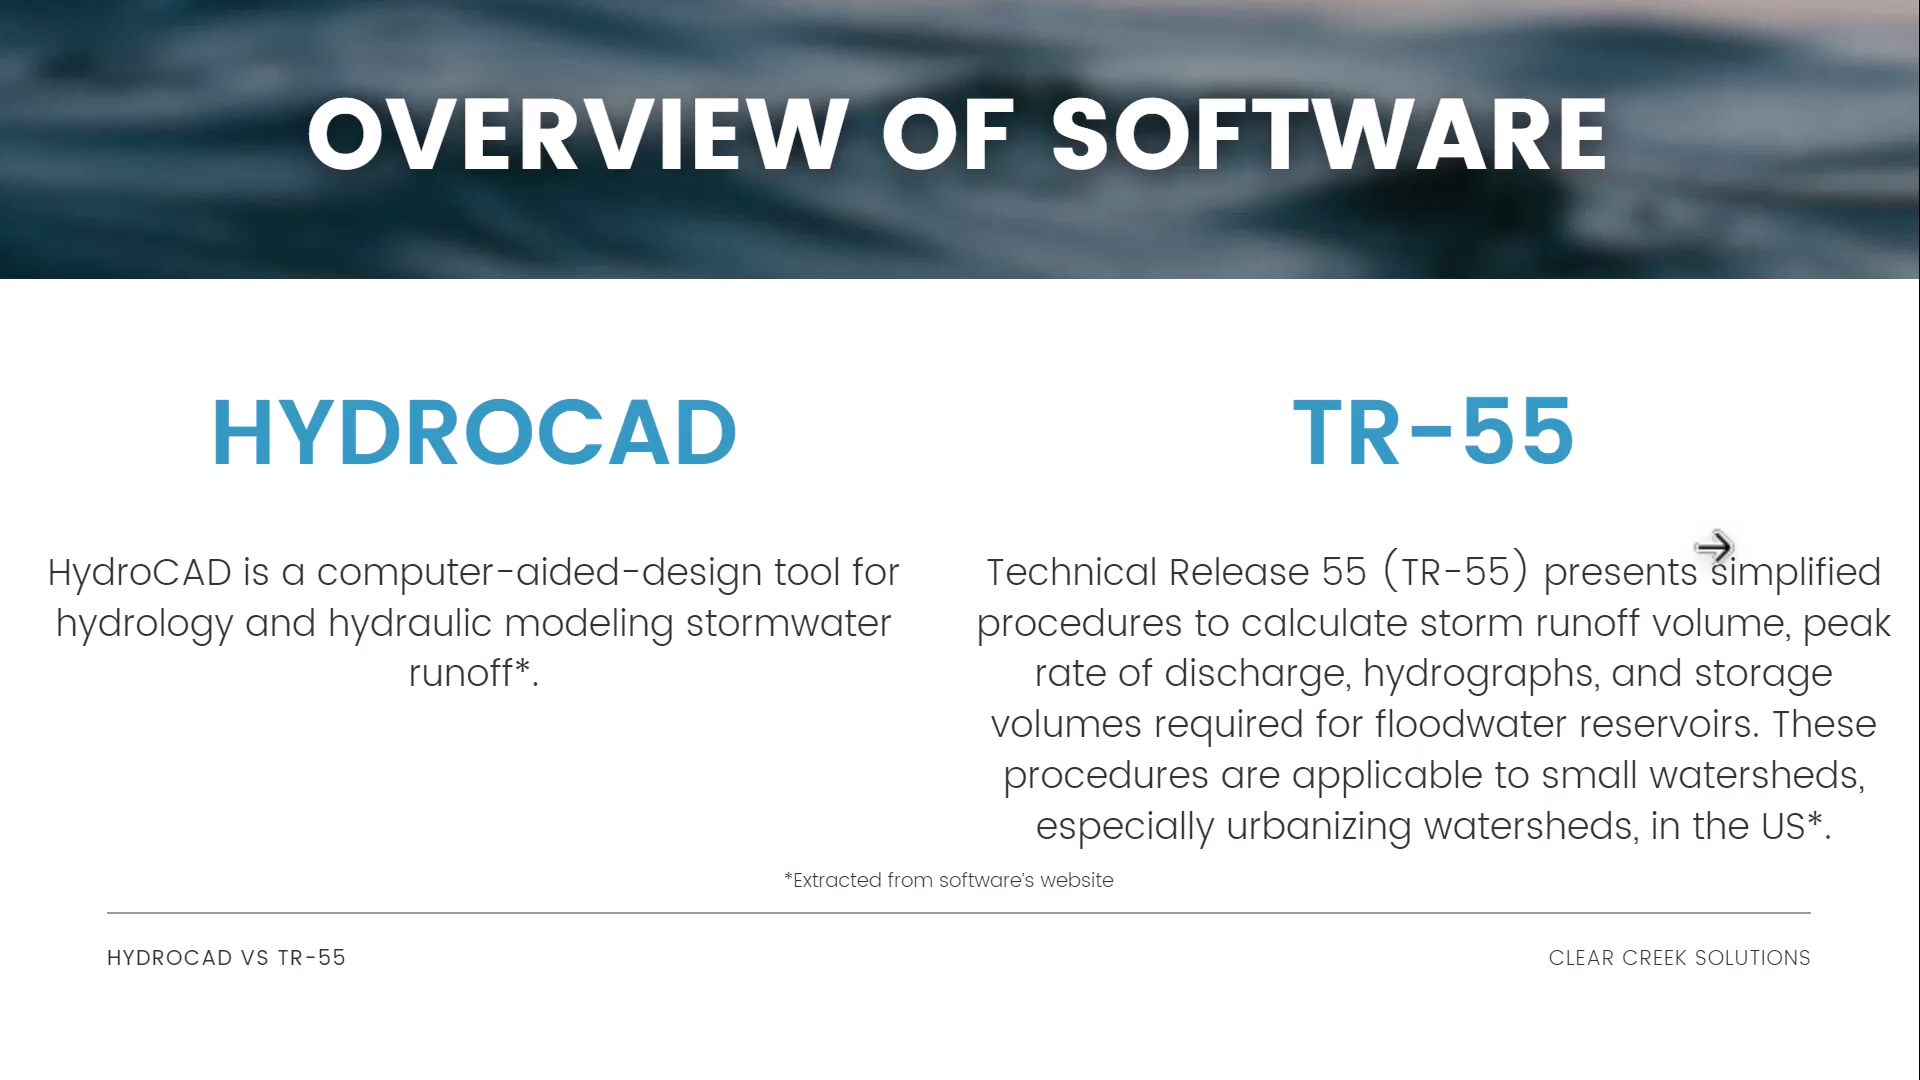 OVERVIEW OF SOFTWARE
HYDROCAD
HydroCAD is a computer-aided-design tool for
hydrology and hydraulic modeling stormwater
runoff*.
TR-55
Technical Release 55 (TR-55) presents simplified
procedures to calculate storm runoff volume, peak
rate of discharge, hydrographs, and storage
volumes required for floodwater reservoirs. These
procedures are applicable to small watersheds,
especially urbanizing watersheds, in the US*.
*Extracted from software's website
HYDROCAD VS TR-55
CLEAR CREEK SOLUTIONS